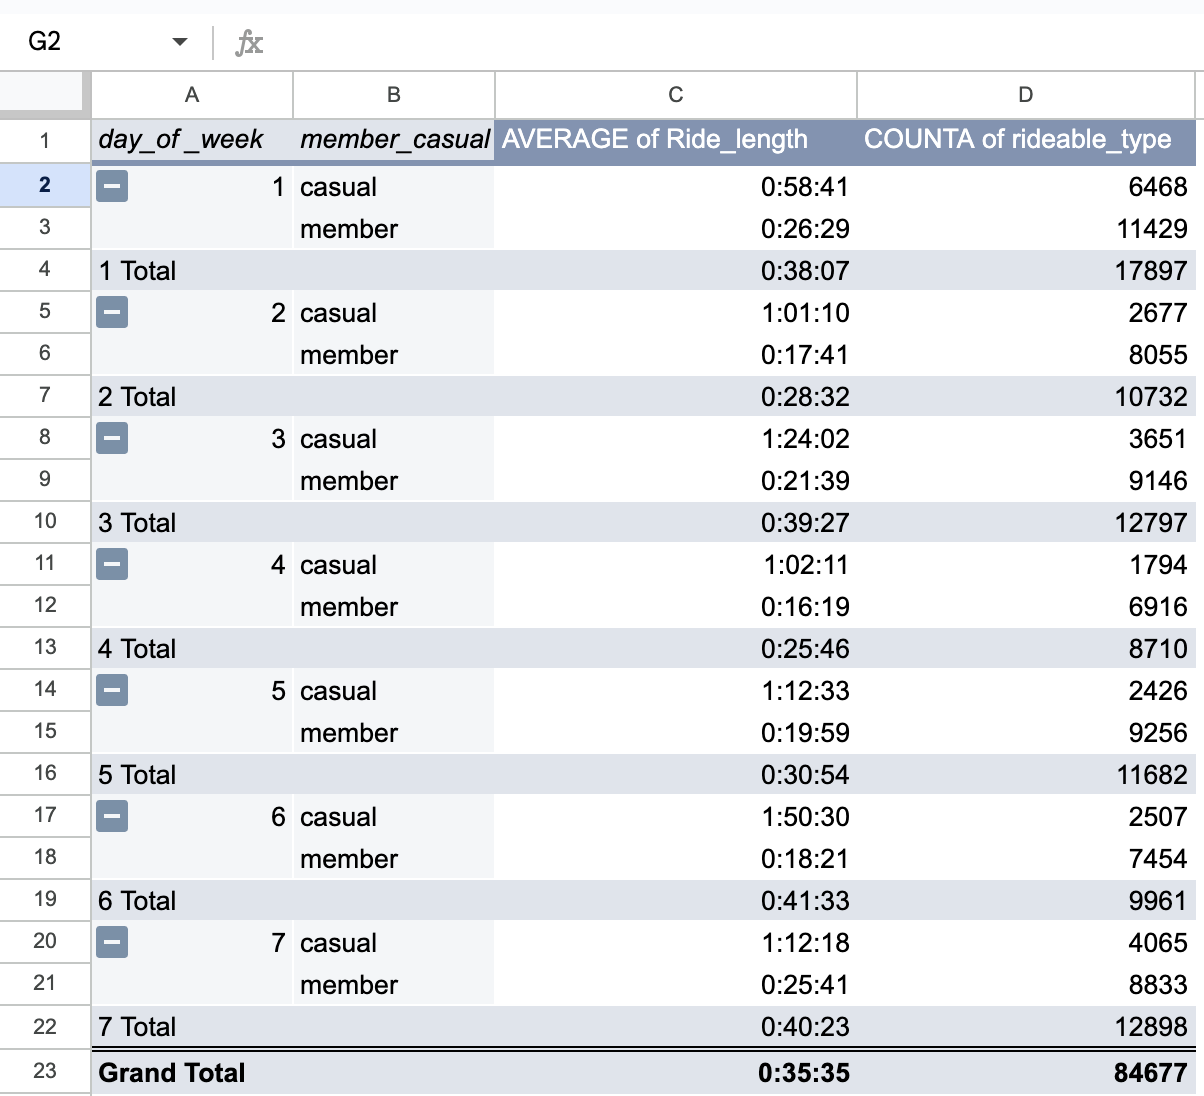 G2 fx
A B C D
1 day_of _week member_casual AVERAGE of Ride_length COUNTA of rideable_type
2 1 casual 0:58:41 6468
3 member 0:26:29 11429
4 1 Total 0:38:07 17897
5 2 casual 1:01:10 2677
6 member 0:17:41 8055
7 2 Total 0:28:32 10732
8 3 casual 1:24:02 3651
9 member 0:21:39 9146
10 3 Total 0:39:27 12797
11 4 casual 1:02:11 1794
12 member 0:16:19 6916
13 4 Total 0:25:46 8710
14 5 casual 1:12:33 2426
15 member 0:19:59 9256
16 5 Total 0:30:54 11682
17 6 casual 1:50:30 2507
18 member 0:18:21 7454
19 6 Total 0:41:33 9961
20 7 casual 1:12:18 4065
21 member 0:25:41 8833
22 7 Total 0:40:23 12898
23 Grand Total 0:35:35 84677